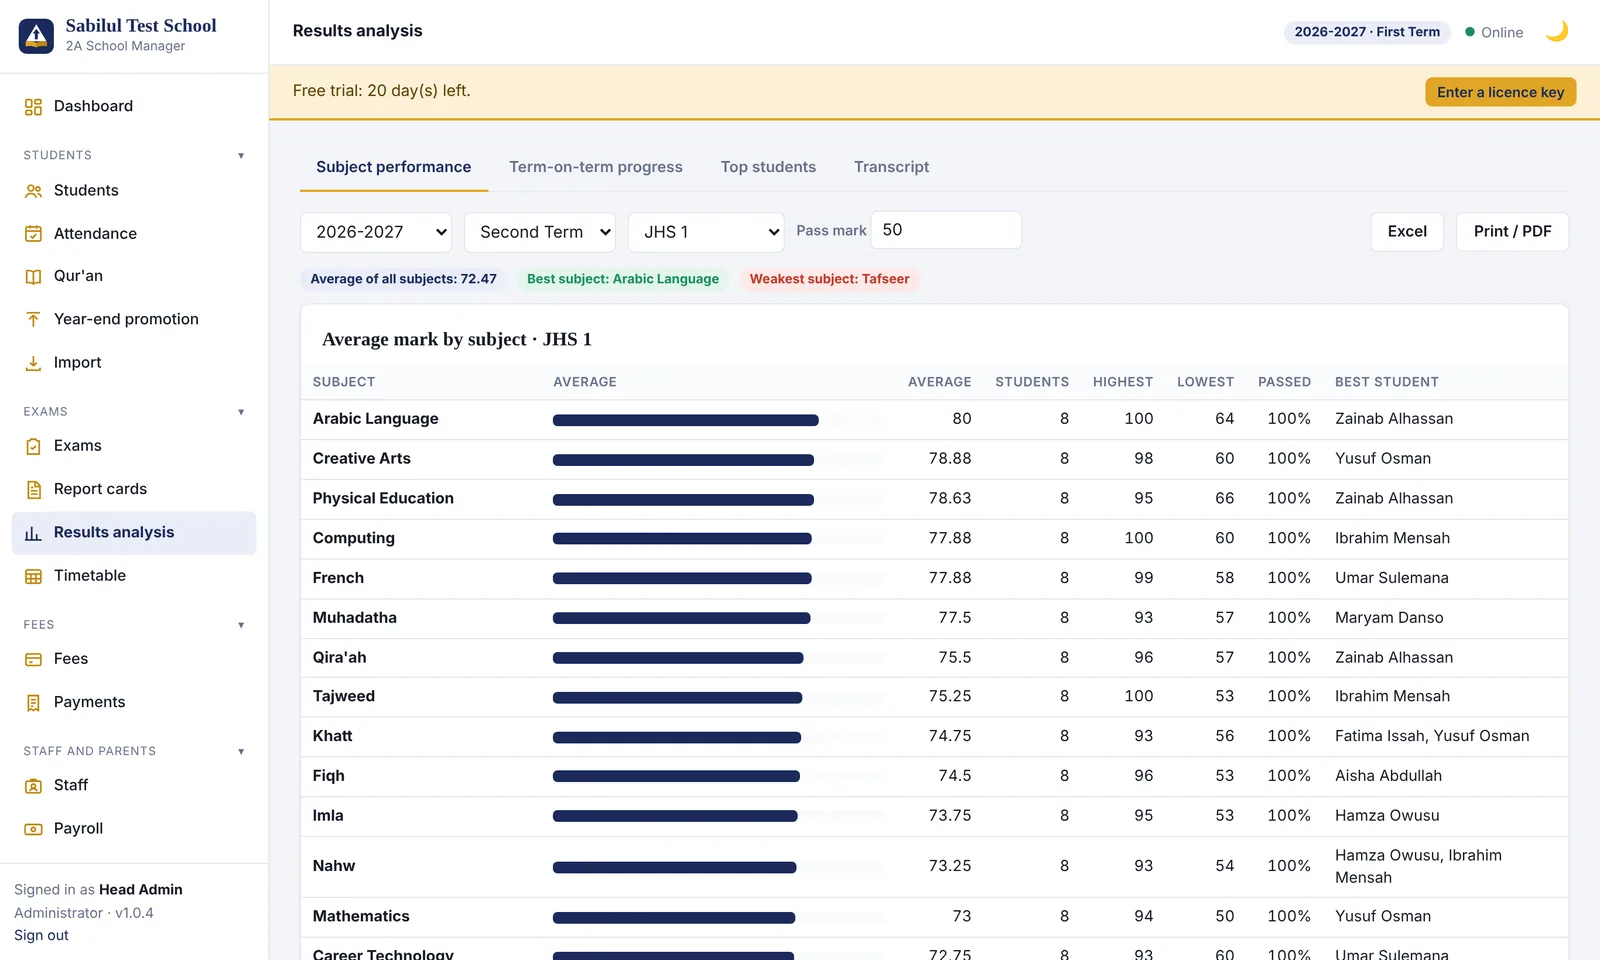 Sabilul Test School
2A School Manager
Results analysis
2026-2027 · First Term
Online
Free trial: 20 day(s) left.
Enter a licence key
Dashboard
STUDENTS
Students
Attendance
Qur'an
Year-end promotion
Import
EXAMS
Exams
Report cards
Results analysis
Timetable
FEES
Fees
Payments
STAFF AND PARENTS
Staff
Payroll
Signed in as Head Admin
Administrator · v1.0.4
Sign out
Subject performance Term-on-term progress Top students Transcript
2026-2027 Second Term JHS 1 Pass mark 50 Excel Print / PDF
Average of all subjects: 72.47 Best subject: Arabic Language Weakest subject: Tafseer
Average mark by subject · JHS 1
SUBJECT AVERAGE AVERAGE STUDENTS HIGHEST LOWEST PASSED BEST STUDENT
Arabic Language 80 8 100 64 100% Zainab Alhassan
Creative Arts 78.88 8 98 60 100% Yusuf Osman
Physical Education 78.63 8 95 66 100% Zainab Alhassan
Computing 77.88 8 100 60 100% Ibrahim Mensah
French 77.88 8 99 58 100% Umar Sulemana
Muhadatha 77.5 8 93 57 100% Maryam Danso
Qira'ah 75.5 8 96 57 100% Zainab Alhassan
Tajweed 75.25 8 100 53 100% Ibrahim Mensah
Khatt 74.75 8 93 56 100% Fatima Issah, Yusuf Osman
Fiqh 74.5 8 96 53 100% Aisha Abdullah
Imla 73.75 8 95 53 100% Hamza Owusu
Nahw 73.25 8 93 54 100% Hamza Owusu, Ibrahim
Mensah
Mathematics 73 8 94 50 100% Yusuf Osman
Career Technology 72.75 8 93 60 100% Umar Sulemana